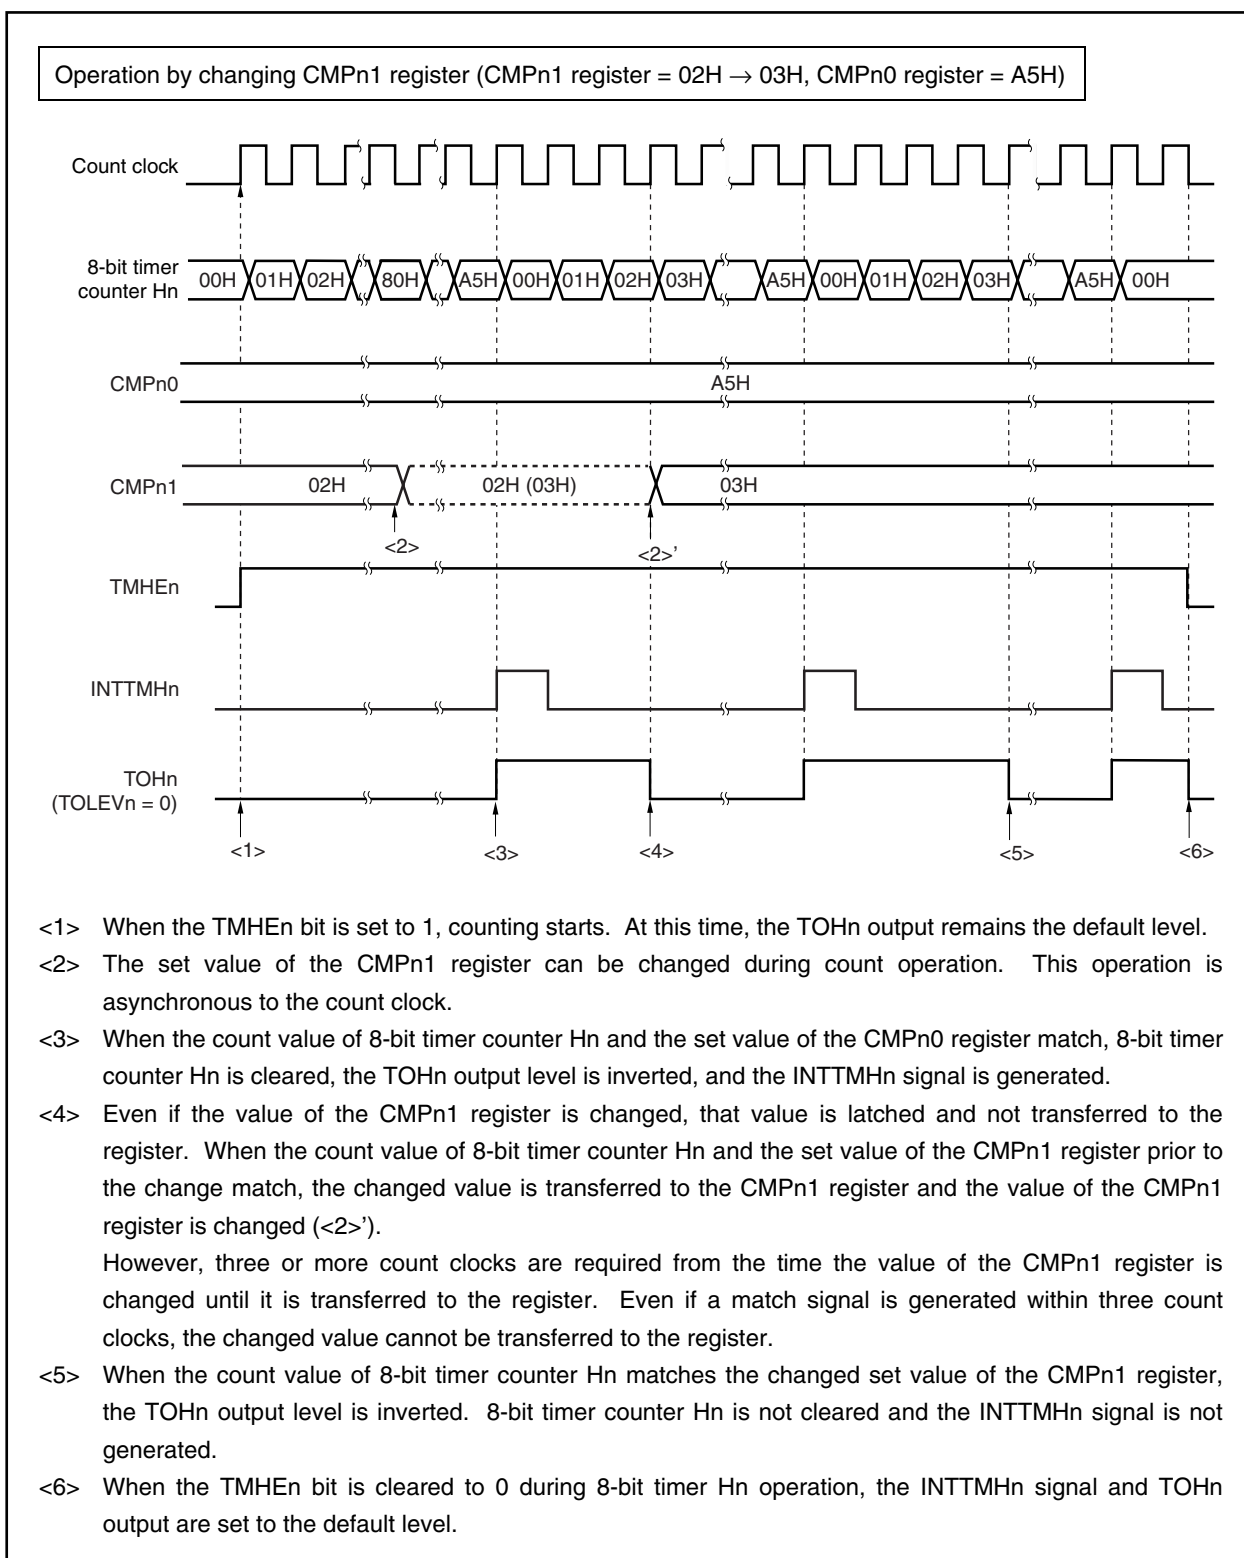 Operation by changing CMPn1 register (CMPn1 register = 02H → 03H, CMPn0 register = A5H)
Count clock
8-bit timer
counter Hn
00H 01H 02H 80H A5H 00H 01H 02H 03H A5H 00H 01H 02H 03H A5H 00H
CMPn0
A5H
CMPn1
02H 02H (03H) 03H
<2> <2>’
TMHEn
INTTMHn
TOHn
(TOLEVn = 0)
<1> <3> <4> <5> <6>
<1> When the TMHEn bit is set to 1, counting starts. At this time, the TOHn output remains the default level.
<2> The set value of the CMPn1 register can be changed during count operation. This operation is
asynchronous to the count clock.
<3> When the count value of 8-bit timer counter Hn and the set value of the CMPn0 register match, 8-bit timer
counter Hn is cleared, the TOHn output level is inverted, and the INTTMHn signal is generated.
<4> Even if the value of the CMPn1 register is changed, that value is latched and not transferred to the
register. When the count value of 8-bit timer counter Hn and the set value of the CMPn1 register prior to
the change match, the changed value is transferred to the CMPn1 register and the value of the CMPn1
register is changed (<2>’).
However, three or more count clocks are required from the time the value of the CMPn1 register is
changed until it is transferred to the register. Even if a match signal is generated within three count
clocks, the changed value cannot be transferred to the register.
<5> When the count value of 8-bit timer counter Hn matches the changed set value of the CMPn1 register,
the TOHn output level is inverted. 8-bit timer counter Hn is not cleared and the INTTMHn signal is not
generated.
<6> When the TMHEn bit is cleared to 0 during 8-bit timer Hn operation, the INTTMHn signal and TOHn
output are set to the default level.